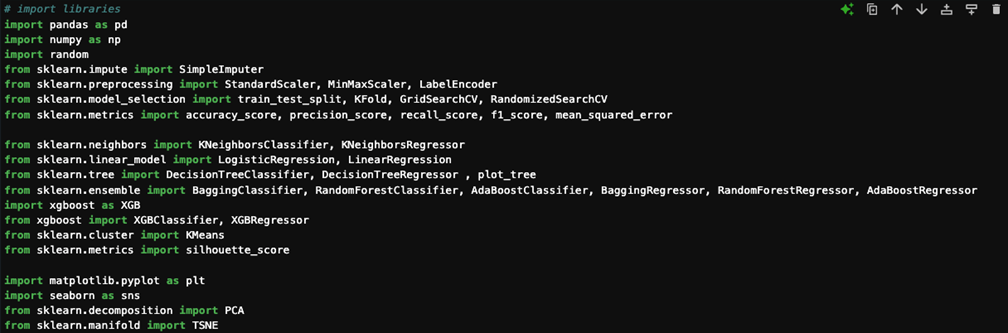 # import libraries
import pandas as pd
import numpy as np
import random
from sklearn.impute import SimpleImputer
from sklearn.preprocessing import StandardScaler, MinMaxScaler, LabelEncoder
from sklearn.model_selection import train_test_split, KFold, GridSearchCV, RandomizedSearchCV
from sklearn.metrics import accuracy_score, precision_score, recall_score, f1_score, mean_squared_error
from sklearn.neighbors import KNeighborsClassifier, KNeighborsRegressor
from sklearn.linear_model import LogisticRegression, LinearRegression
from sklearn.tree import DecisionTreeClassifier, DecisionTreeRegressor , plot_tree
from sklearn.ensemble import BaggingClassifier, RandomForestClassifier, AdaBoostClassifier, BaggingRegressor, RandomForestRegressor, AdaBoostRegressor
import xgboost as XGB
from xgboost import XGBClassifier, XGBRegressor
from sklearn.cluster import KMeans
from sklearn.metrics import silhouette_score
import matplotlib.pyplot as plt
import seaborn as sns
from sklearn.decomposition import PCA
from sklearn.manifold import TSNE